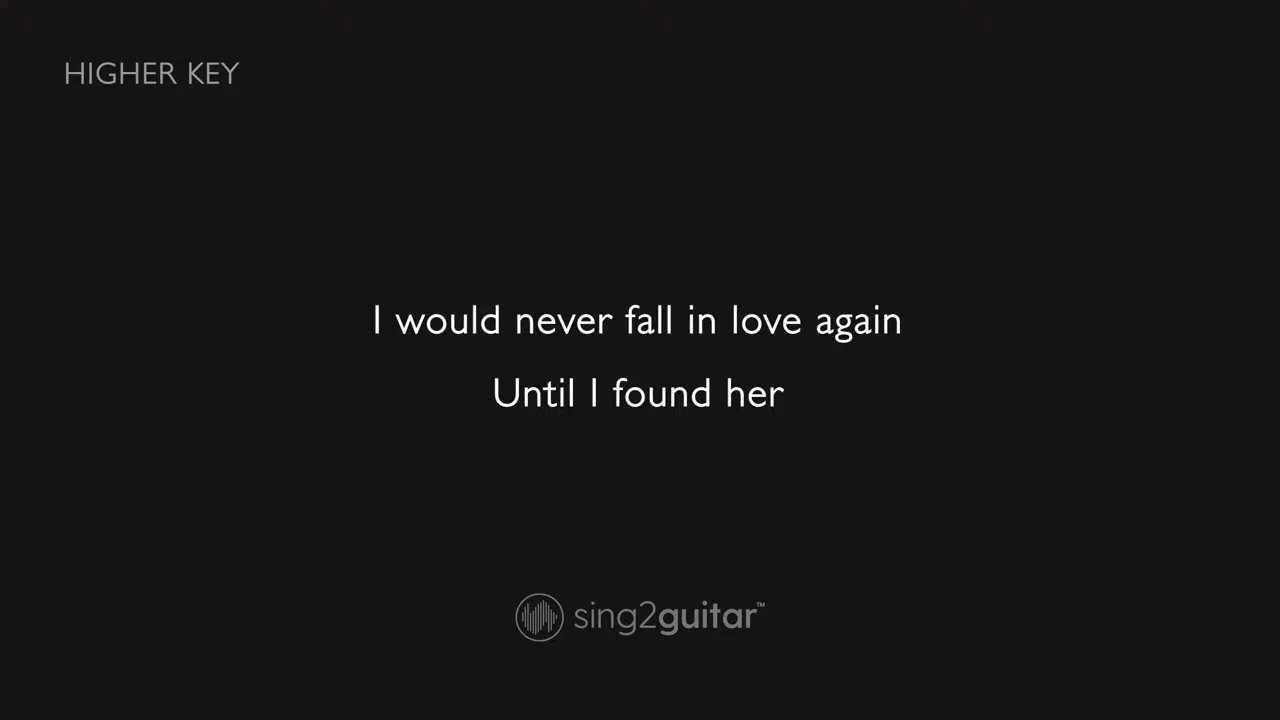 HIGHER KEY
I would never fall in love again
Until I found her
sing2guitar™